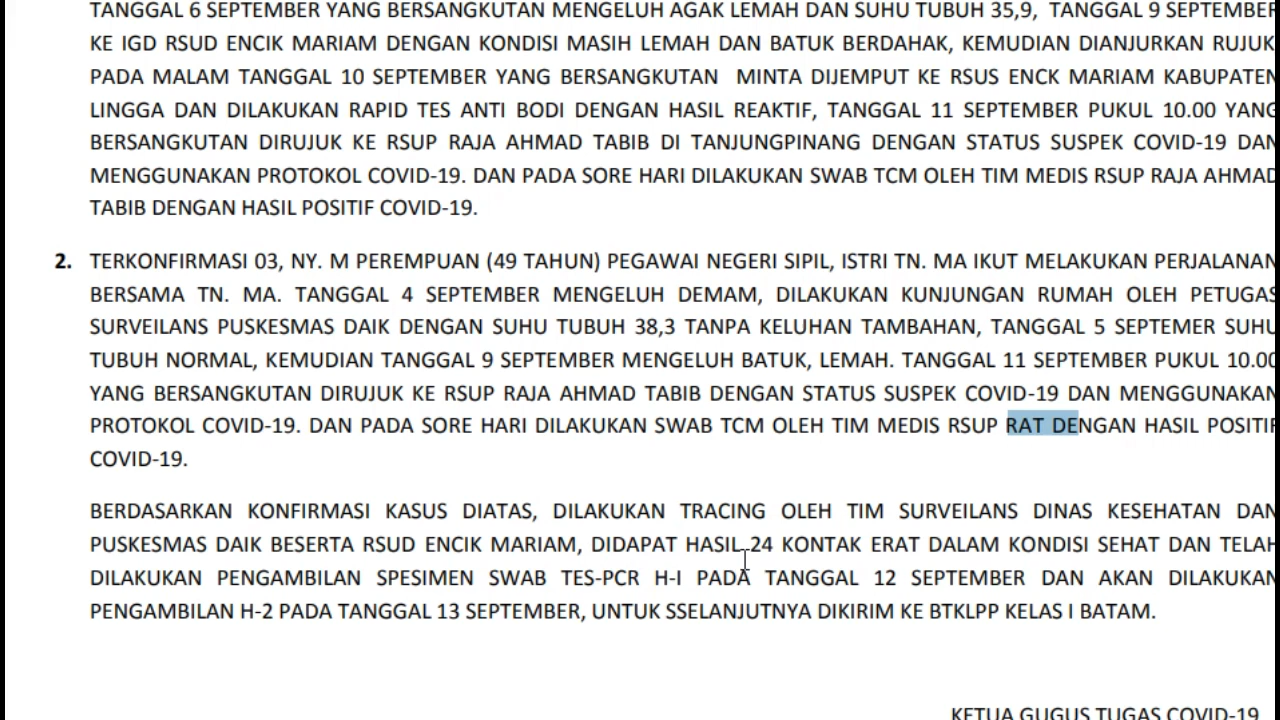 TANGGAL 6 SEPTEMBER YANG BERSANGKUTAN MENGELUH AGAK LEMAH DAN SUHU TUBUH 35,9, TANGGAL 9 SEPTEMBER
KE IGD RSUD ENCIK MARIAM DENGAN KONDISI MASIH LEMAH DAN BATUK BERDAHAK, KEMUDIAN DIANJURKAN RUJUK
PADA MALAM TANGGAL 10 SEPTEMBER YANG BERSANGKUTAN MINTA DIJEMPUT KE RSUS ENCK MARIAM KABUPATEN
LINGGA DAN DILAKUKAN RAPID TES ANTI BODI DENGAN HASIL REAKTIF, TANGGAL 11 SEPTEMBER PUKUL 10.00 YANG
BERSANGKUTAN DIRUJUK KE RSUP RAJA AHMAD TABIB DI TANJUNGPINANG DENGAN STATUS SUSPEK COVID-19 DAN
MENGGUNAKAN PROTOKOL COVID-19. DAN PADA SORE HARI DILAKUKAN SWAB TCM OLEH TIM MEDIS RSUP RAJA AHMAD
TABIB DENGAN HASIL POSITIF COVID-19.
2. TERKONFIRMASI 03, NY. M PEREMPUAN (49 TAHUN) PEGAWAI NEGERI SIPIL, ISTRI TN. MA IKUT MELAKUKAN PERJALANAN
BERSAMA TN. MA. TANGGAL 4 SEPTEMBER MENGELUH DEMAM, DILAKUKAN KUNJUNGAN RUMAH OLEH PETUGAS
SURVEILANS PUSKESMAS DAIK DENGAN SUHU TUBUH 38,3 TANPA KELUHAN TAMBAHAN, TANGGAL 5 SEPTEMER SUHU
TUBUH NORMAL, KEMUDIAN TANGGAL 9 SEPTEMBER MENGELUH BATUK, LEMAH. TANGGAL 11 SEPTEMBER PUKUL 10.00
YANG BERSANGKUTAN DIRUJUK KE RSUP RAJA AHMAD TABIB DENGAN STATUS SUSPEK COVID-19 DAN MENGGUNAKAN
PROTOKOL COVID-19. DAN PADA SORE HARI DILAKUKAN SWAB TCM OLEH TIM MEDIS RSUP RAT DENGAN HASIL POSITIF
COVID-19.
BERDASARKAN KONFIRMASI KASUS DIATAS, DILAKUKAN TRACING OLEH TIM SURVEILANS DINAS KESEHATAN DAN
PUSKESMAS DAIK BESERTA RSUD ENCIK MARIAM, DIDAPAT HASIL 24 KONTAK ERAT DALAM KONDISI SEHAT DAN TELAH
DILAKUKAN PENGAMBILAN SPESIMEN SWAB TES-PCR H-I PADA TANGGAL 12 SEPTEMBER DAN AKAN DILAKUKAN
PENGAMBILAN H-2 PADA TANGGAL 13 SEPTEMBER, UNTUK SSELANJUTNYA DIKIRIM KE BTKLPP KELAS I BATAM.
KETUA GUGUS TUGAS COVID-19